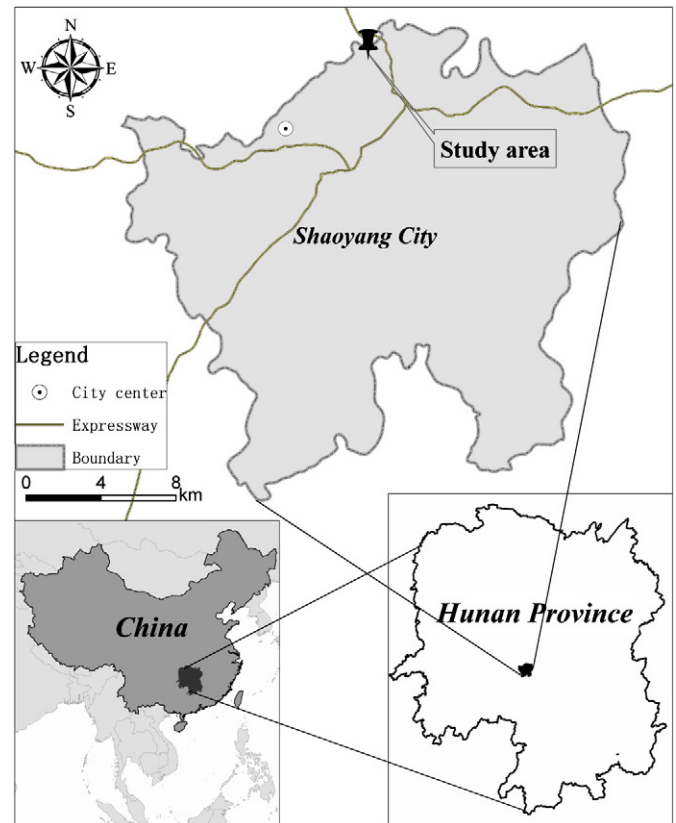 N
W E
S
Study area
Shaoyang City
Legend
City center
Expressway
Boundary
0 4 8
km
China
Hunan Province